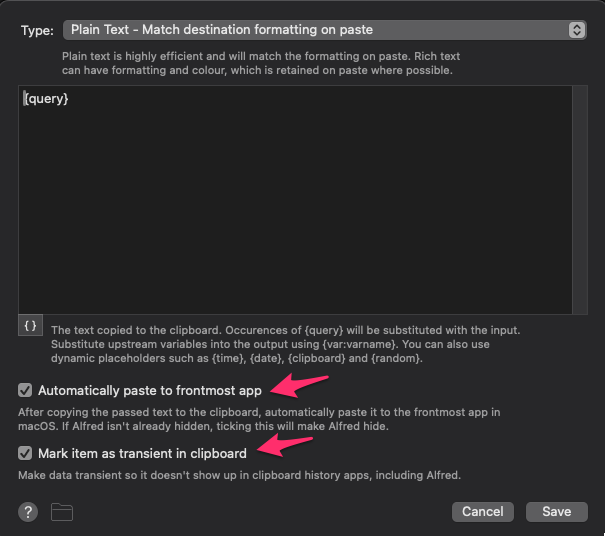 Type: Plain Text - Match destination formatting on paste
Plain text is highly efficient and will match the formatting on paste. Rich text
can have formatting and colour, which is retained on paste where possible.
{query}
{ }
The text copied to the clipboard. Occurences of {query} will be substituted with the input.
Substitute upstream variables into the output using {var:varname}. You can also use
dynamic placeholders such as {time}, {date}, {clipboard} and {random}.
Automatically paste to frontmost app
After copying the passed text to the clipboard, automatically paste it to the frontmost app in
macOS. If Alfred isn't already hidden, ticking this will make Alfred hide.
Mark item as transient in clipboard
Make data transient so it doesn't show up in clipboard history apps, including Alfred.
? Cancel Save